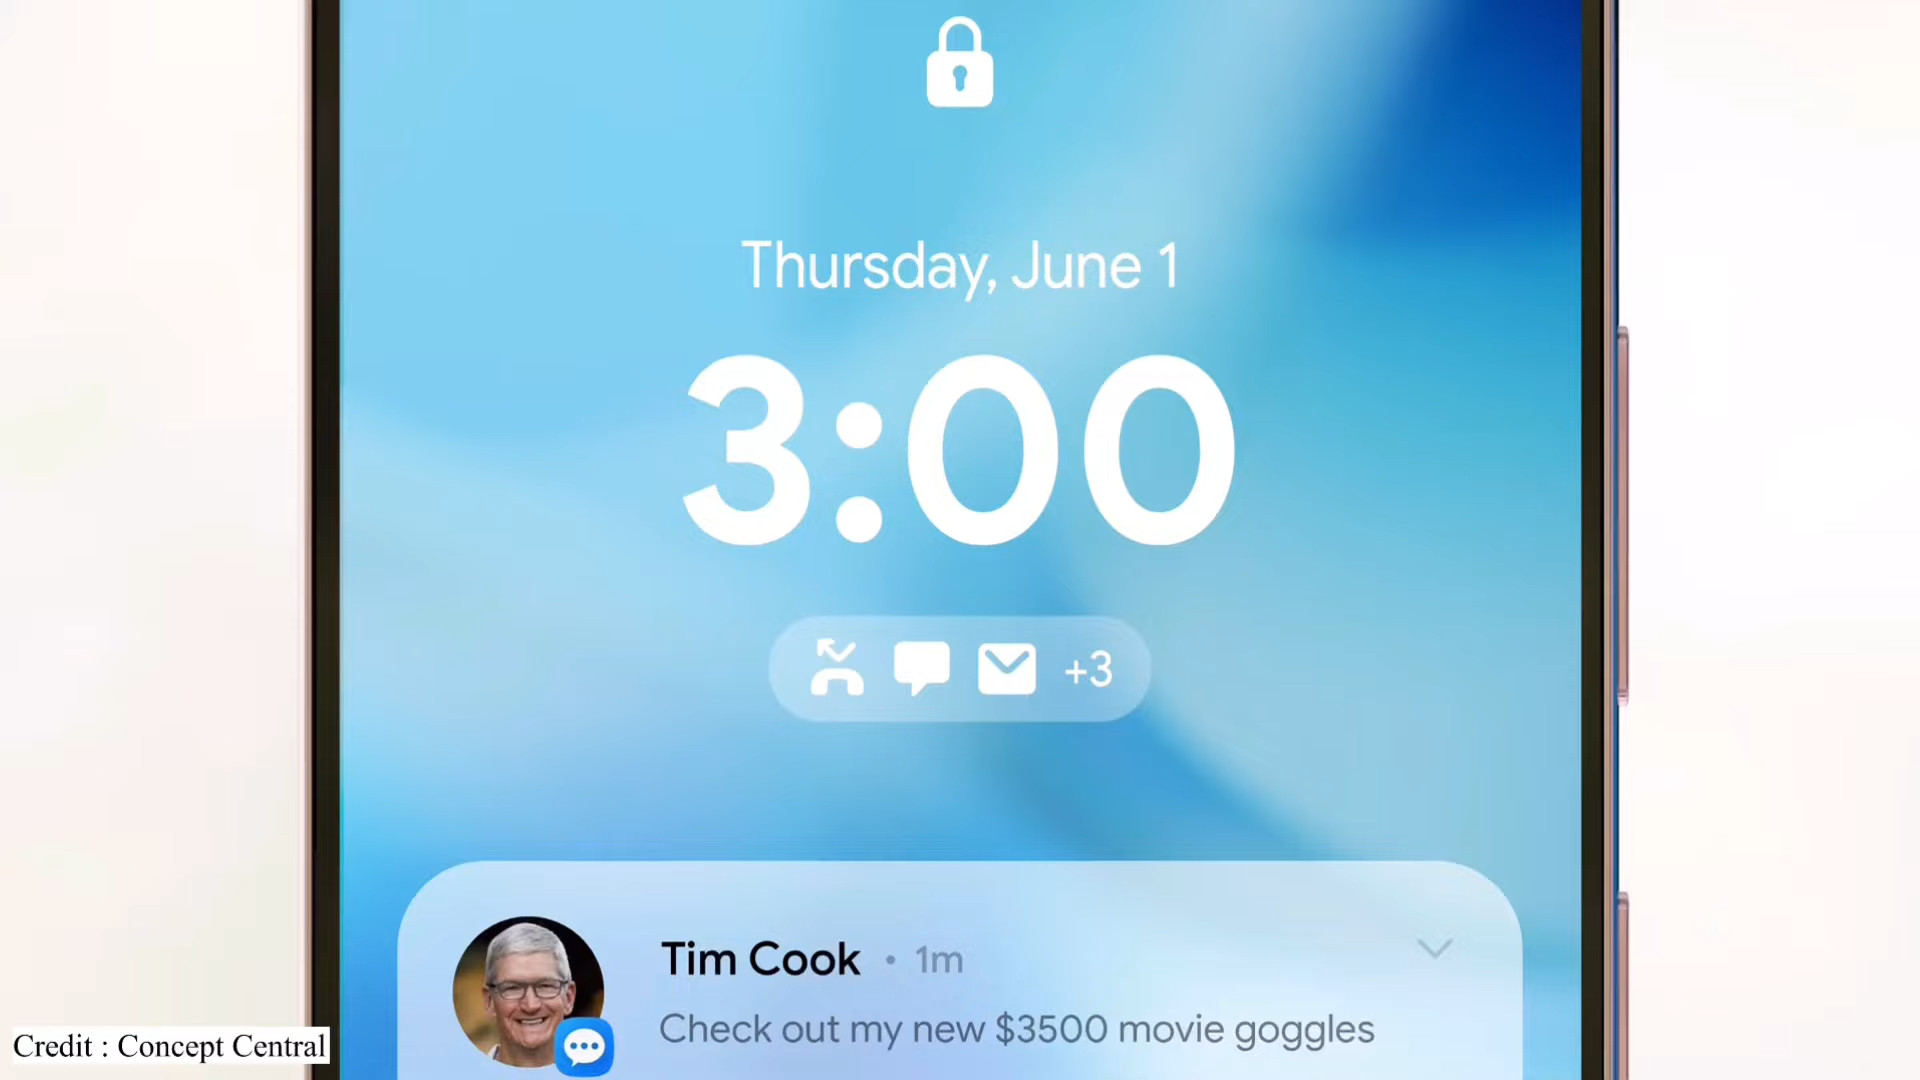 Thursday, June 1
3:00
+3
Tim Cook • 1m
Check out my new $3500 movie goggles
Credit : Concept Central